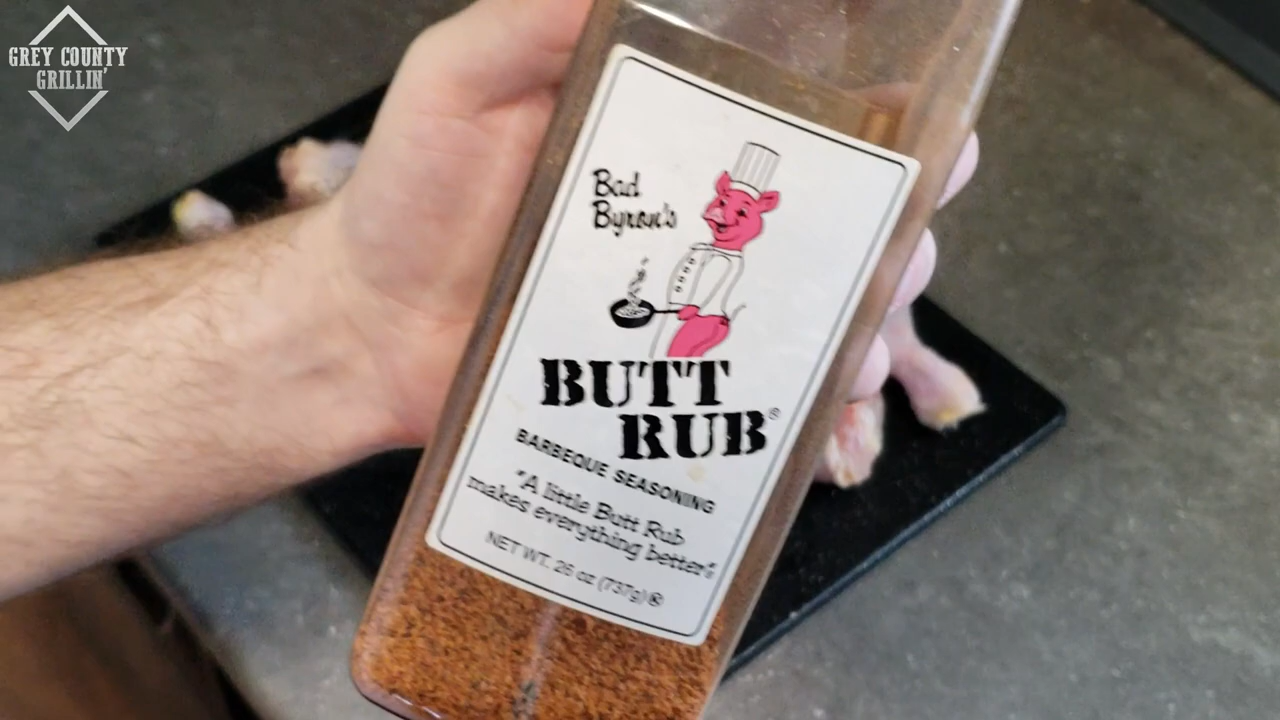 GREY COUNTY
GRILLIN'
Bad
Byron's
BUTT
RUB®
BARBEQUE SEASONING
"A little Butt Rub
makes everything better"
NET WT. 26 oz (737g) ®